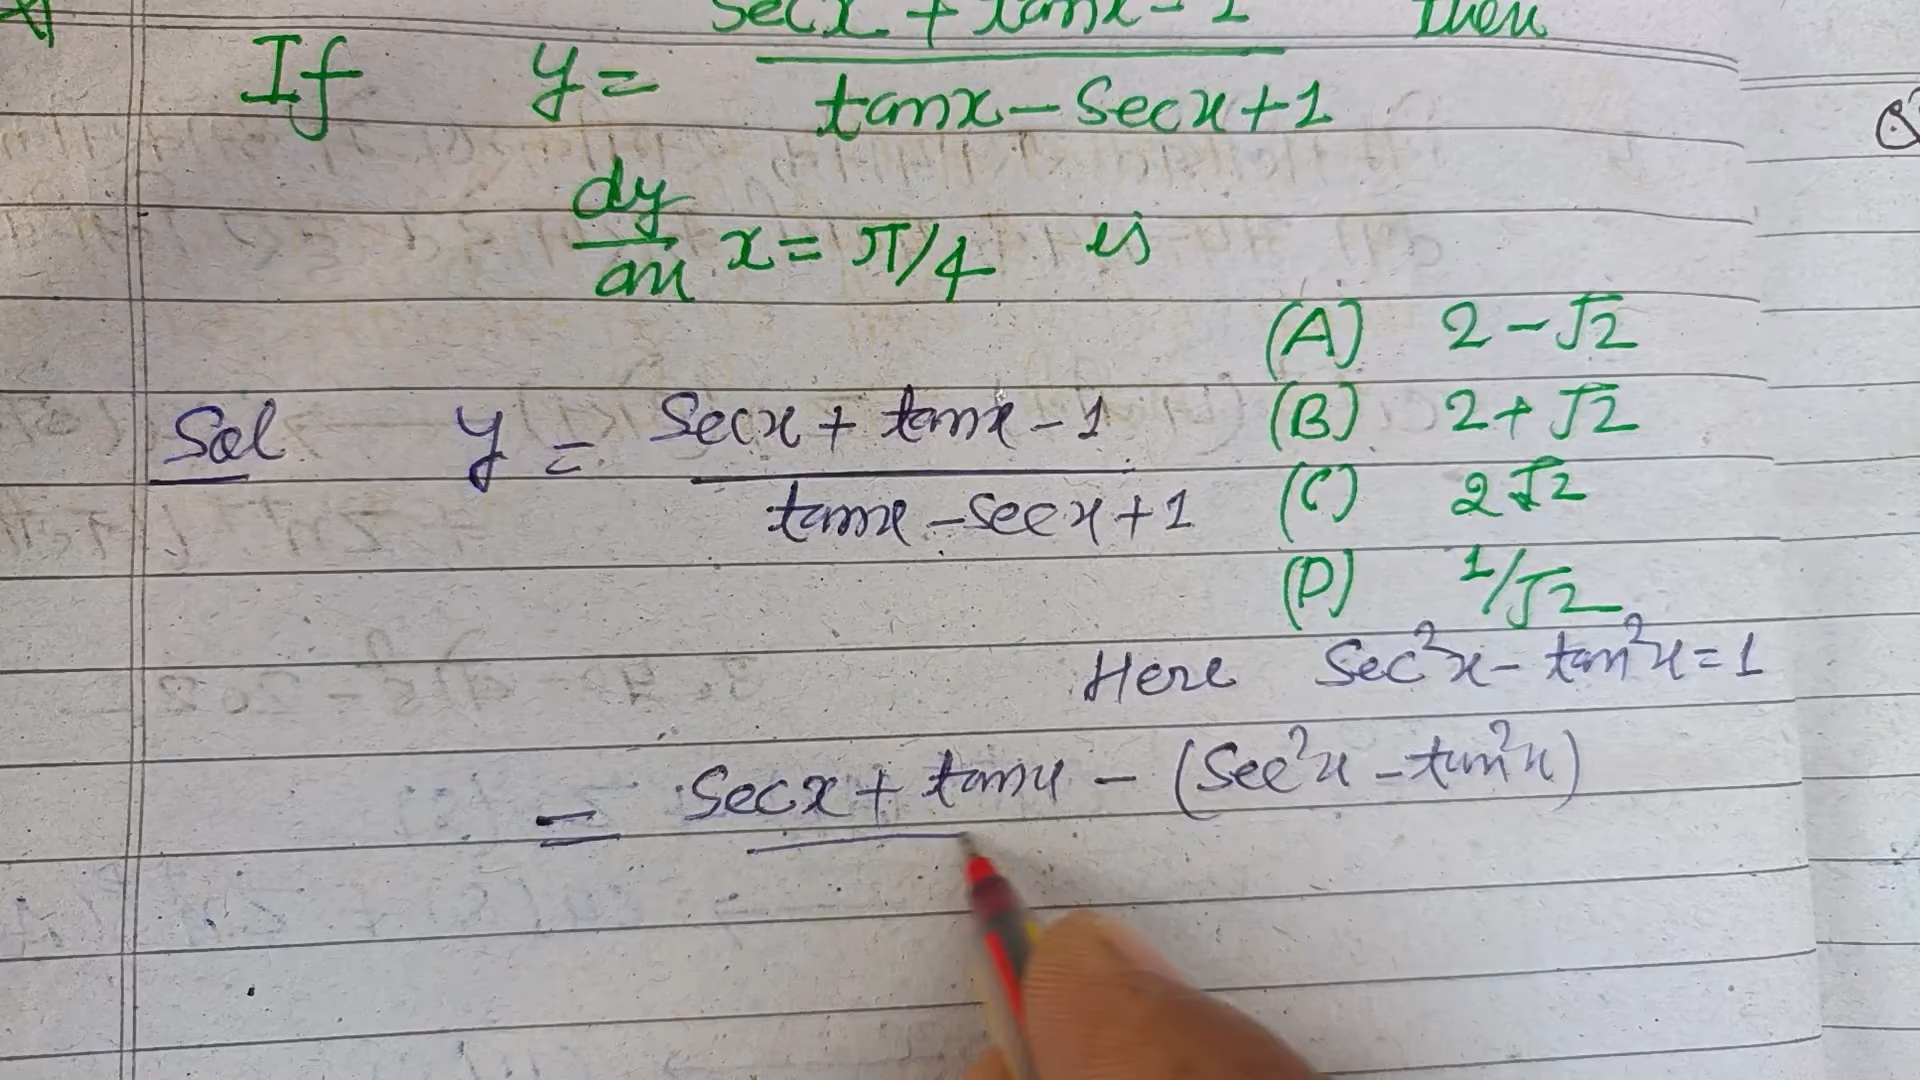 secx + tanx - 1 then
If y = ─────────
tanx - Secx + 1
dy
── x = π/4 is
dx
(A) 2 - √2
(B) 2 + √2
(C) 2√2
(D) 1/√2
Sol y = Secx + tanx - 1
─────────
tanx - secx + 1
Here Sec²x - tan²x = 1
= Secx + tanx - (Sec²x - tan²x)